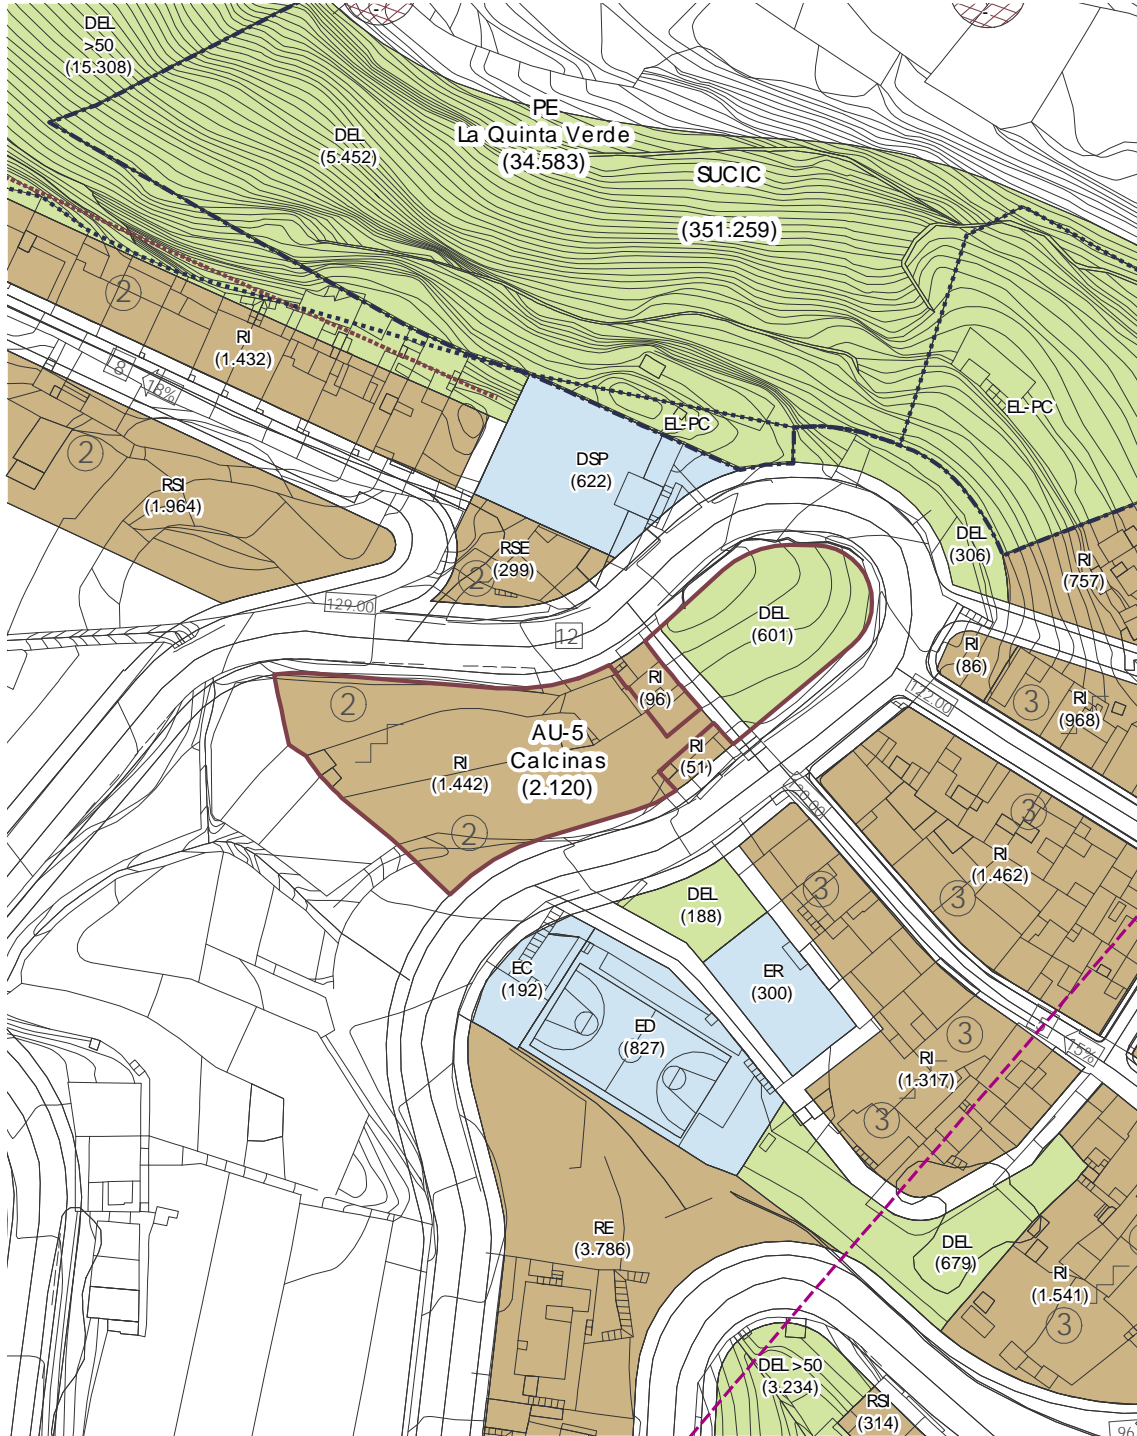 DEL
>50
(15.308)
PE
La Quinta Verde
(34.583)
DEL
(5.452)
SUCIC
(351.259)
2
RI
(1.432)
8
18%
EL-PC
EL-PC
2
DSP
(622)
RSI
(1.964)
RSE
(299)
2
DEL
(306)
RI
(757)
129.00
12
DEL
(601)
RI
(86)
RI
(96)
3
RI
(968)
122.00
2
AU-5
Calcinas
(2.120)
RI
(51)
RI
(1.442)
2
3
RI
(1.462)
3
3
DEL
(188)
EC
(192)
ER
(300)
ED
(827)
3
15%
RI
(1.317)
3
RE
(3.786)
DEL
(679)
RI
(1.541)
3
DEL >50
(3.234)
RSI
(314)
96